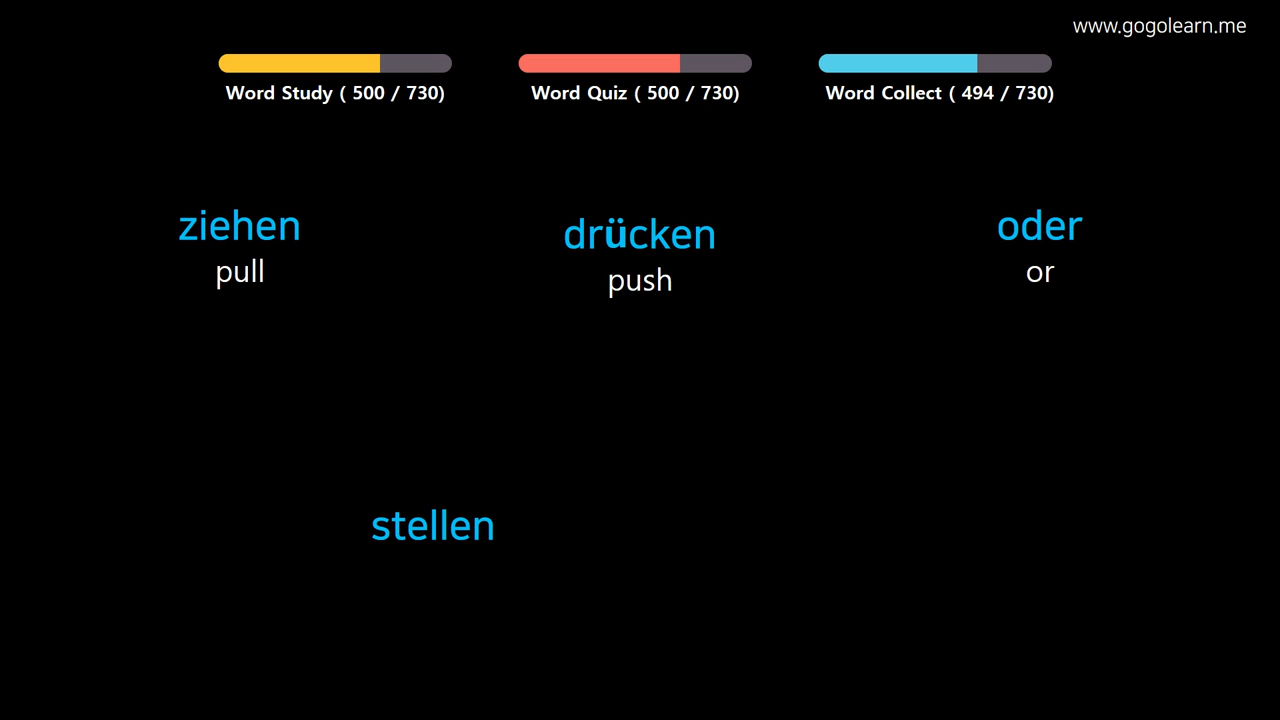 www.gogolearn.me
Word Study ( 500 / 730)
Word Quiz ( 500 / 730)
Word Collect ( 494 / 730)
ziehen
pull
drücken
push
oder
or
stellen